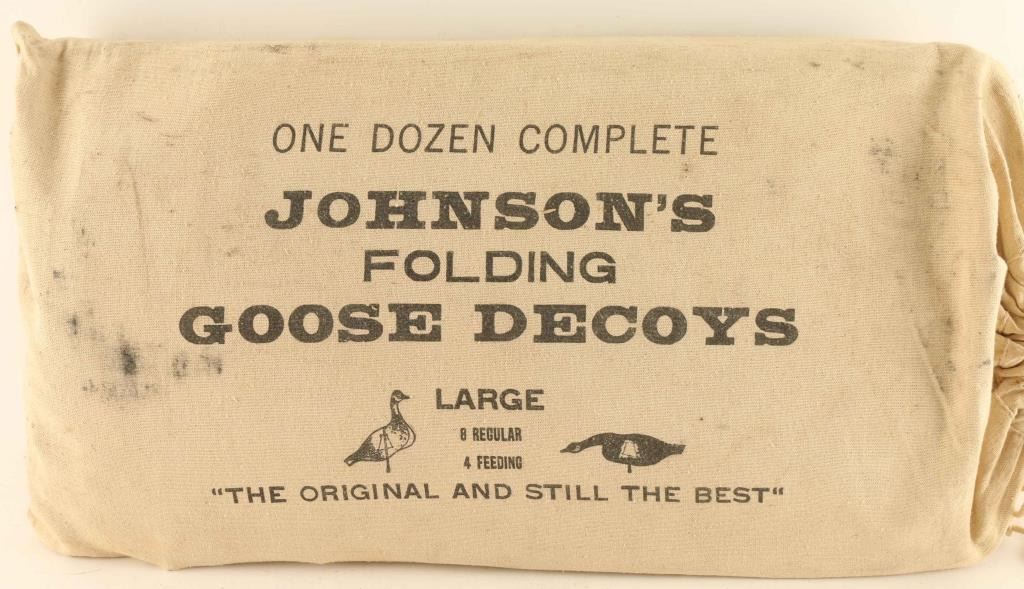 ONE DOZEN COMPLETE
JOHNSON'S
FOLDING
GOOSE DECOYS
LARGE
8 REGULAR
4 FEEDING
"THE ORIGINAL AND STILL THE BEST"